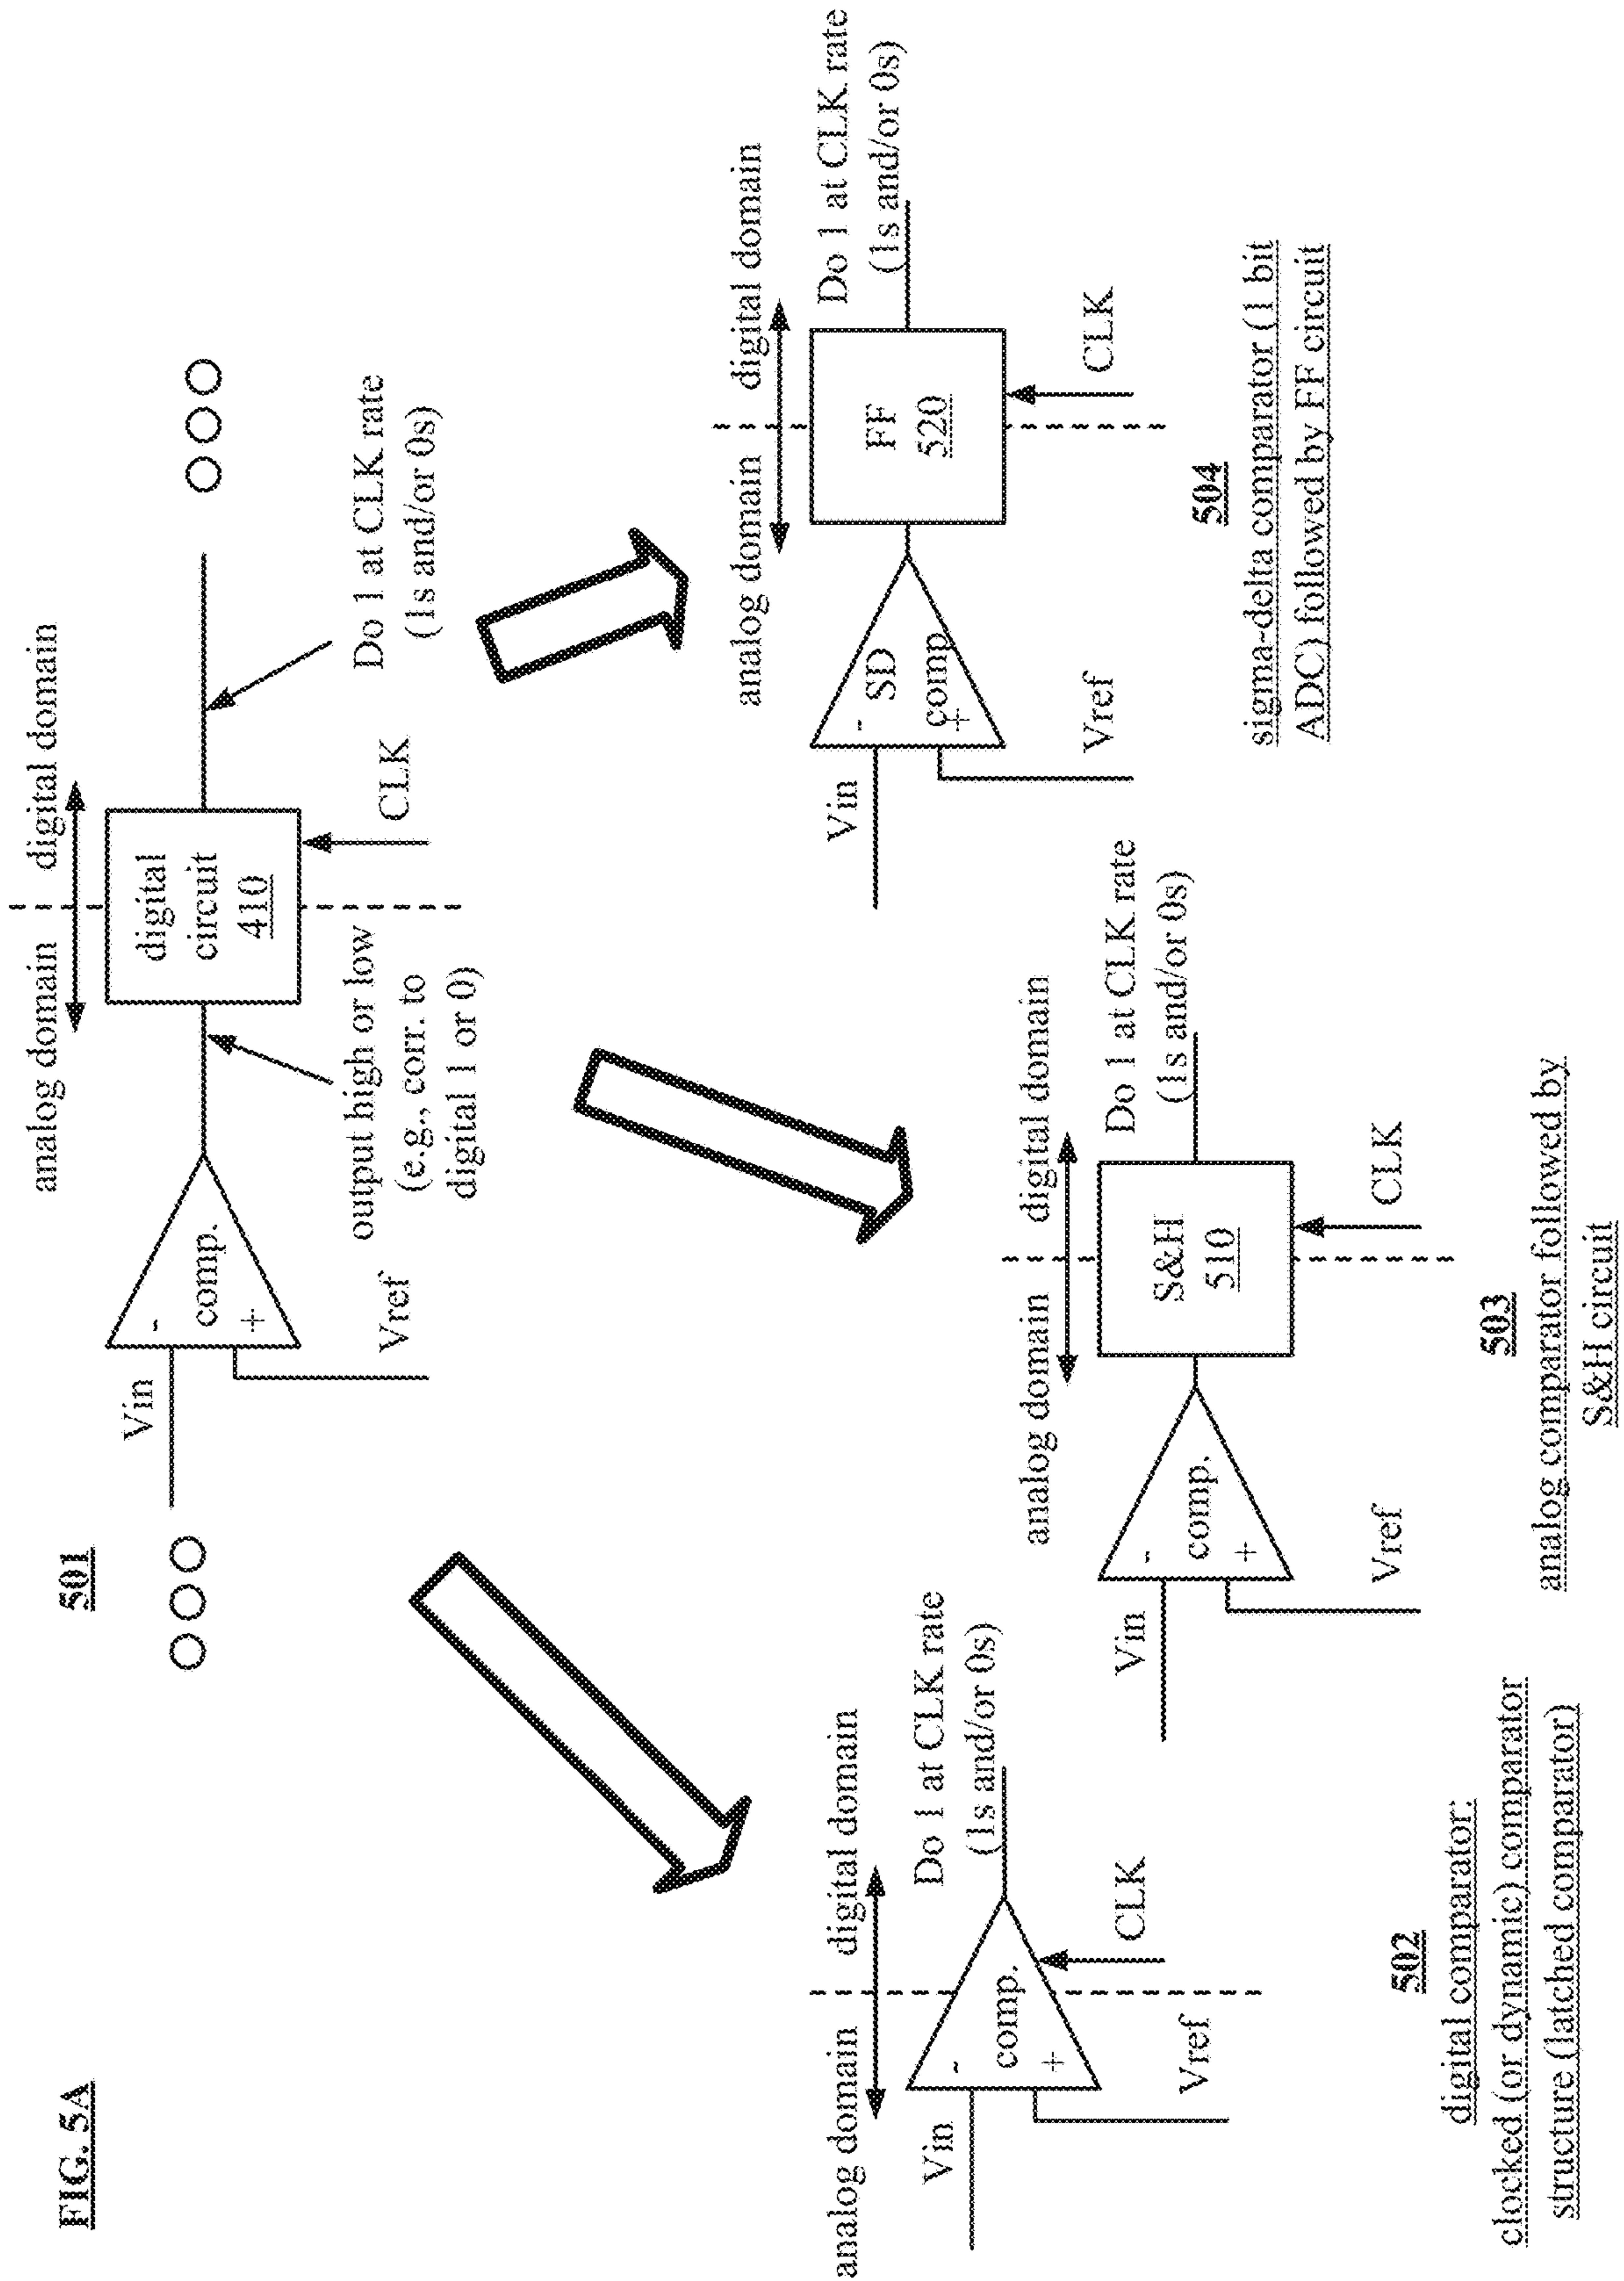 FIG. 5A
501
analog domain
digital domain
Vin
-
comp.
+
Vref
digital
circuit
410
CLK
output high or low
(e.g., corr. to
digital 1 or 0)
Do 1 at CLK rate
(1s and/or 0s)
analog domain
digital domain
Vin
-
comp.
+
Vref
CLK
Do 1 at CLK rate
(1s and/or 0s)
502
digital comparator:
clocked (or dynamic) comparator
structure (latched comparator)
analog domain
digital domain
Vin
-
comp.
+
Vref
S&H
510
CLK
Do 1 at CLK rate
(1s and/or 0s)
503
analog comparator followed by
S&H circuit
analog domain
digital domain
Vin
-
SD
comp
+
Vref
FF
520
CLK
Do 1 at CLK rate
(1s and/or 0s)
504
sigma-delta comparator (1 bit
ADC) followed by FF circuit